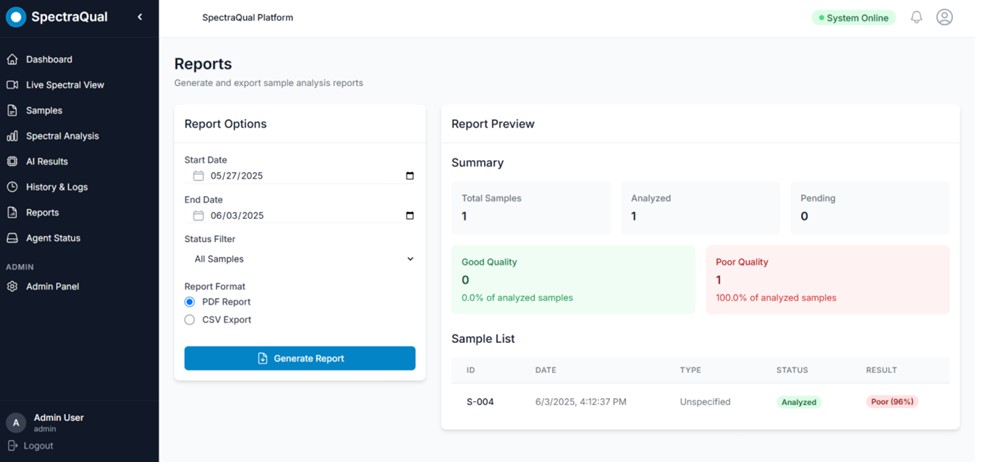 SpectraQual
SpectraQual Platform
System Online
Dashboard
Live Spectral View
Samples
Spectral Analysis
AI Results
History & Logs
Reports
Agent Status
ADMIN
Admin Panel
A
Admin User
admin
Logout
Reports
Generate and export sample analysis reports
Report Options
Start Date
05/27/2025
End Date
06/03/2025
Status Filter
All Samples
Report Format
PDF Report
CSV Export
Generate Report
Report Preview
Summary
Total Samples
1
Analyzed
1
Pending
0
Good Quality
0
0.0% of analyzed samples
Poor Quality
1
100.0% of analyzed samples
Sample List
ID DATE TYPE STATUS RESULT
S-004 6/3/2025, 4:12:37 PM Unspecified Analyzed Poor (96%)